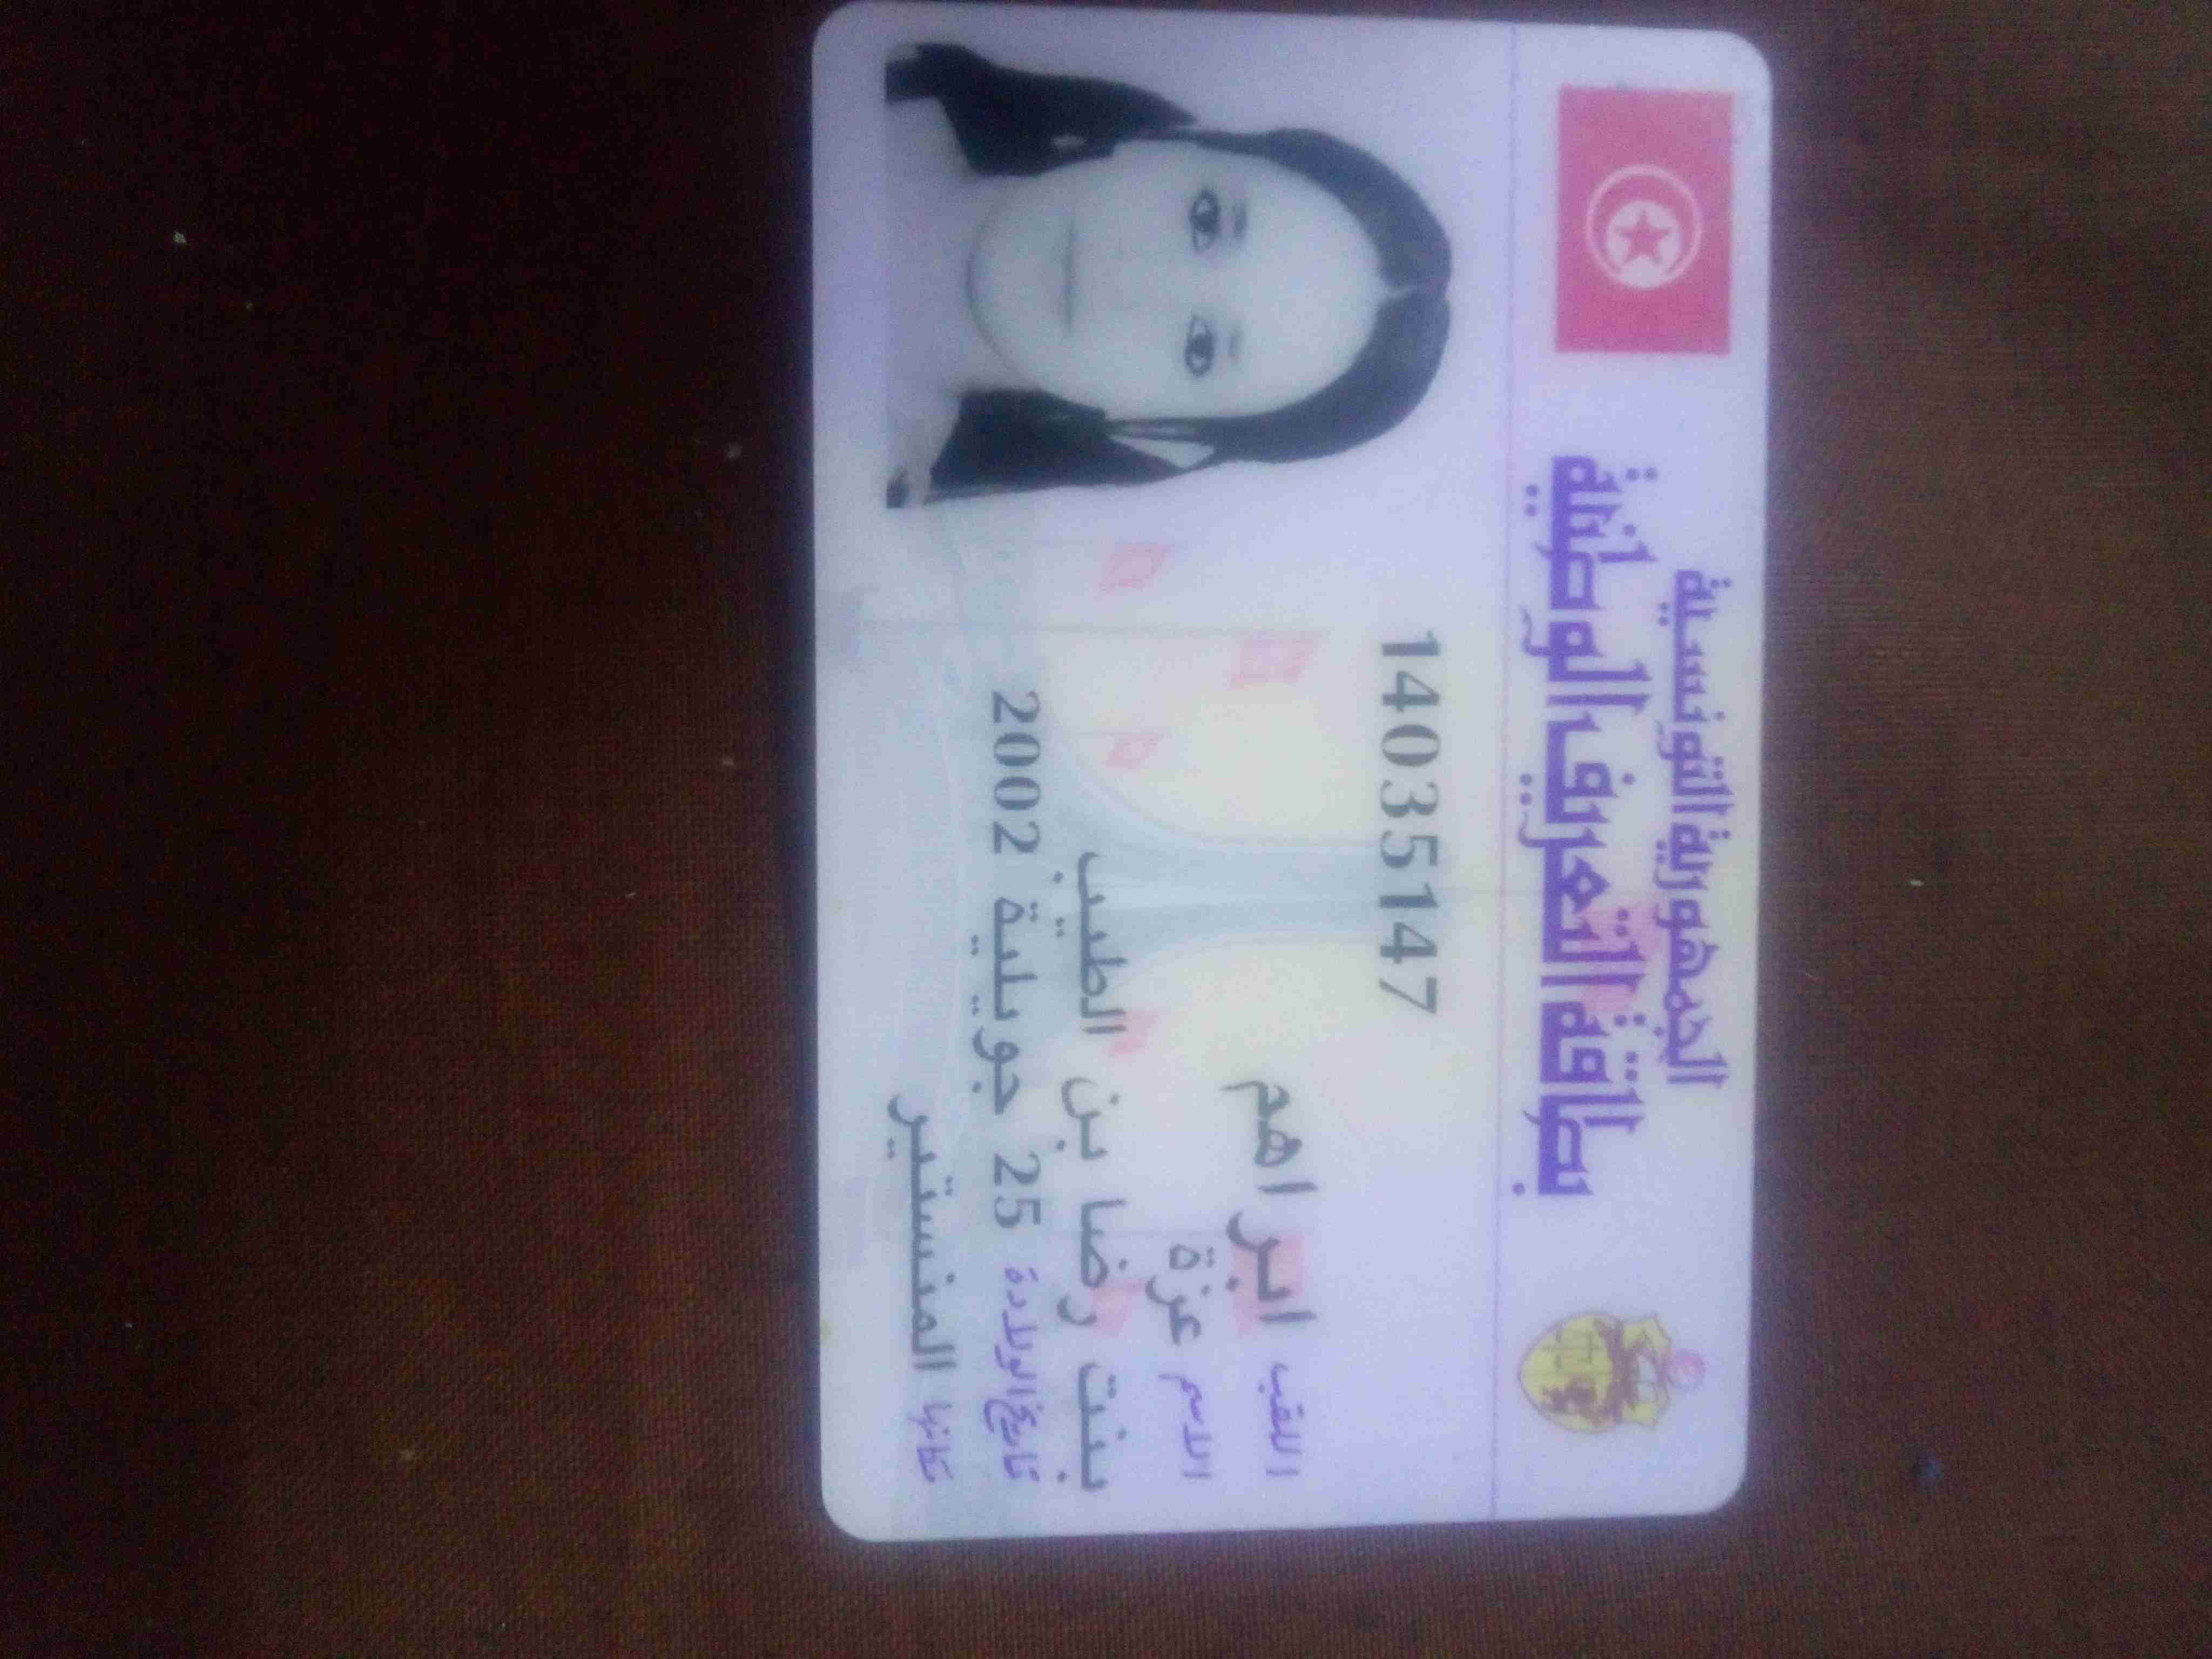 الجمهورية التونسية
بطاقة التعريف الوطنية
14035147
اللقب ابراهم
الاسم عزة
بنت رضا بن الطيب
تاريخ الولادة 25 جويلية 2002
مكانها المنستير